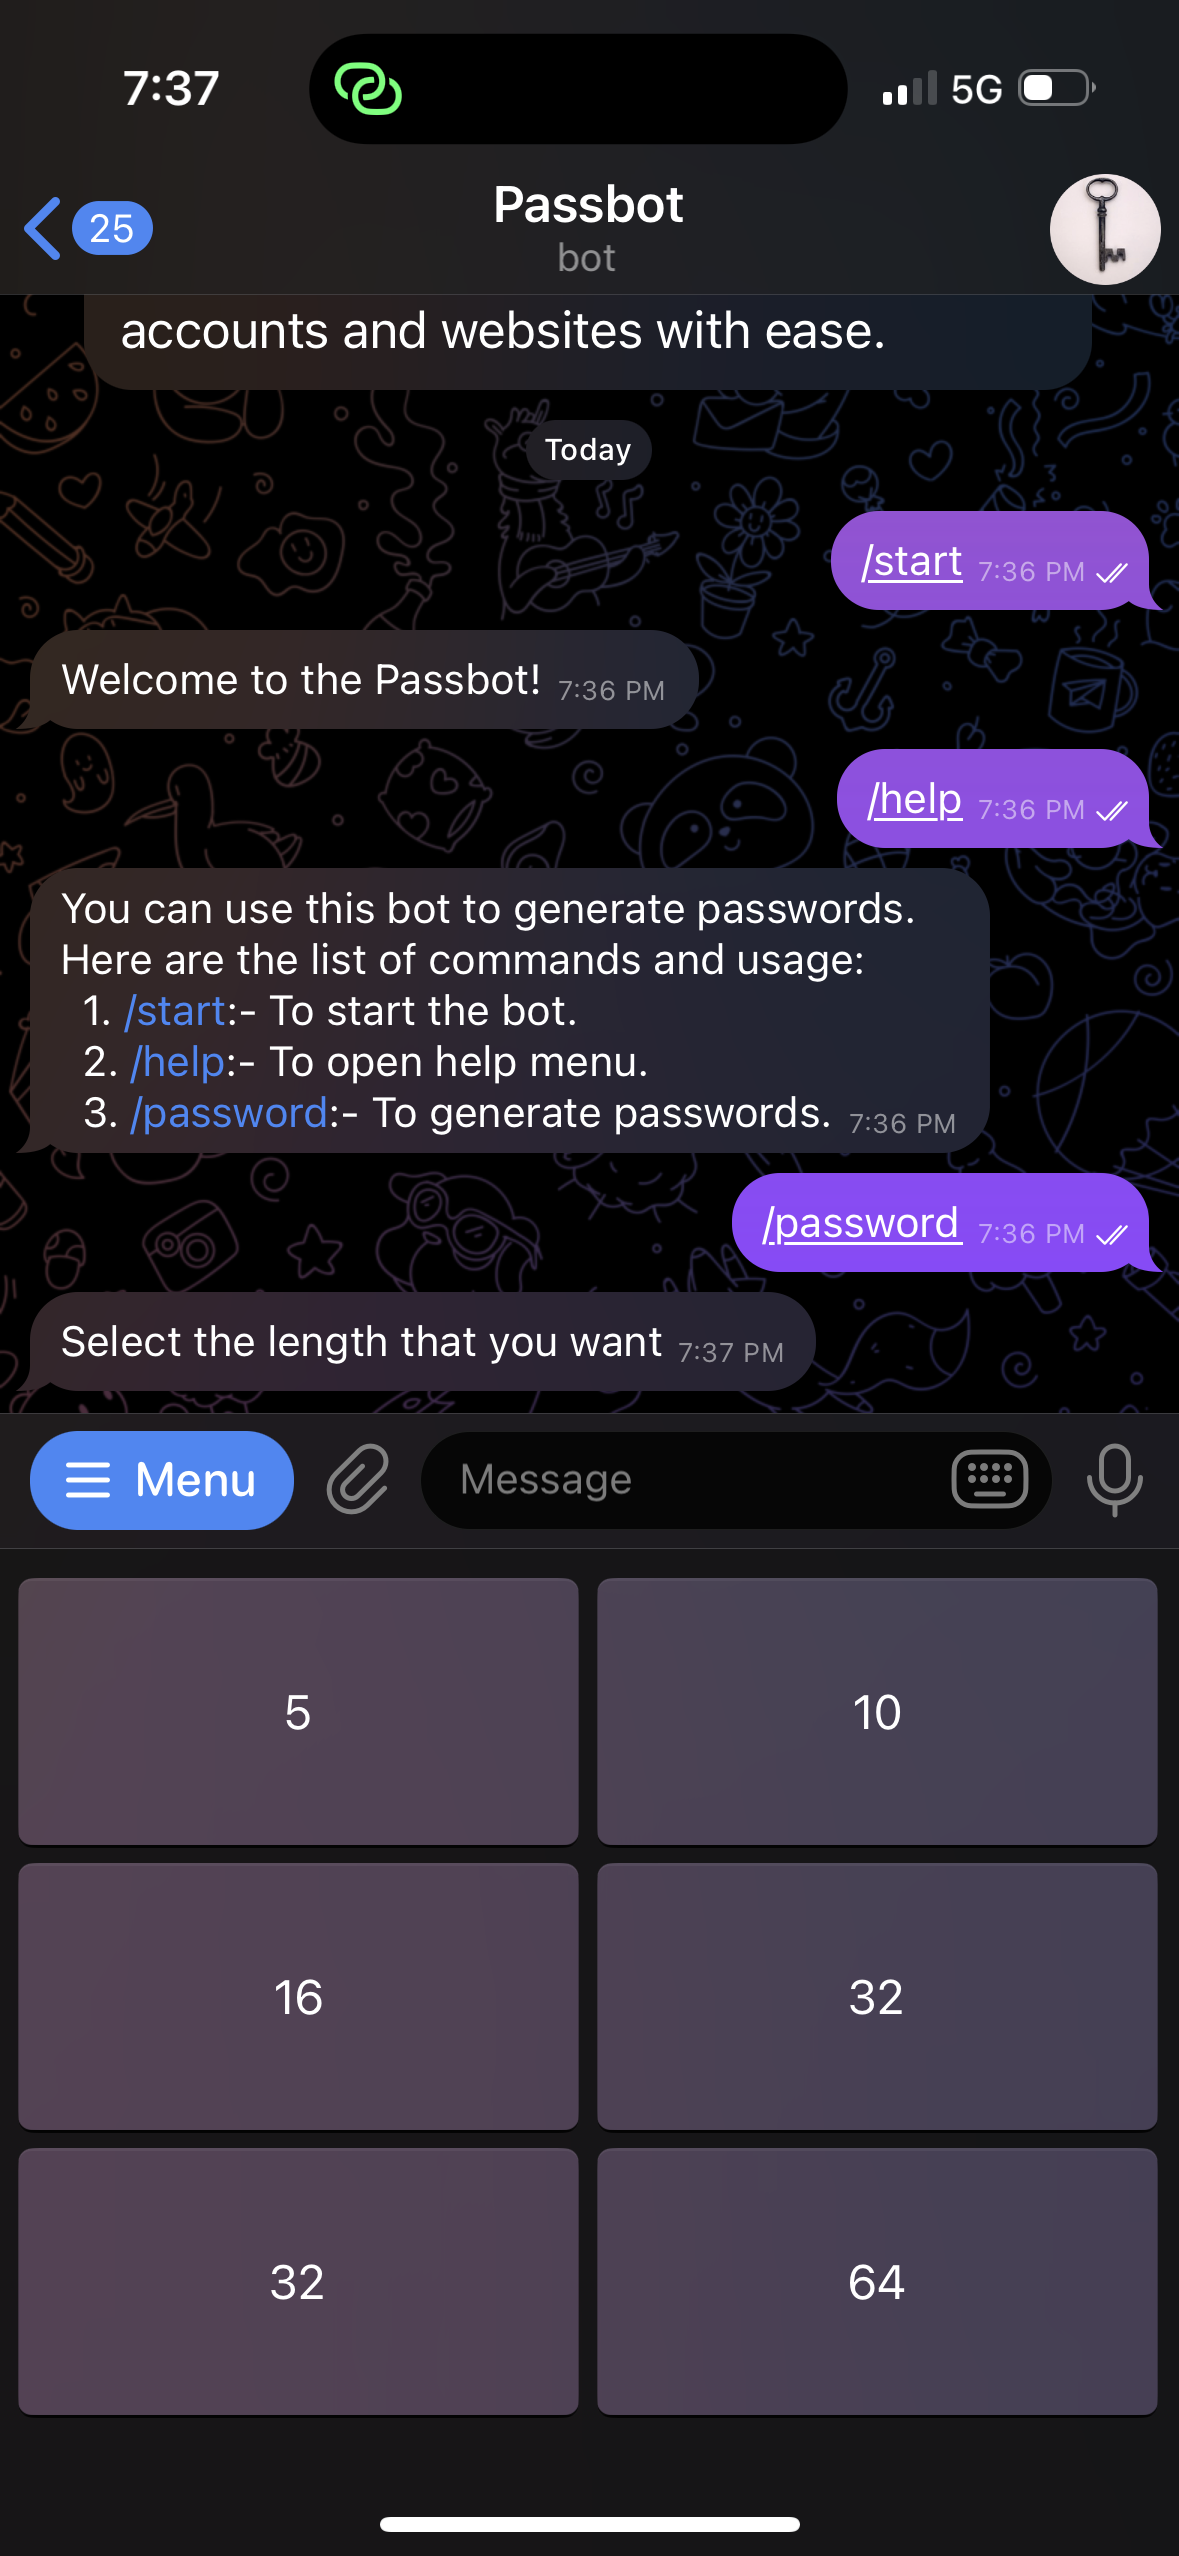 7:37
5G
25
Passbot
bot
accounts and websites with ease.
Today
/start 7:36 PM
Welcome to the Passbot! 7:36 PM
/help 7:36 PM
You can use this bot to generate passwords.
Here are the list of commands and usage:
1. /start:- To start the bot.
2. /help:- To open help menu.
3. /password:- To generate passwords. 7:36 PM
/password 7:36 PM
Select the length that you want 7:37 PM
Menu
Message
5
10
16
32
32
64